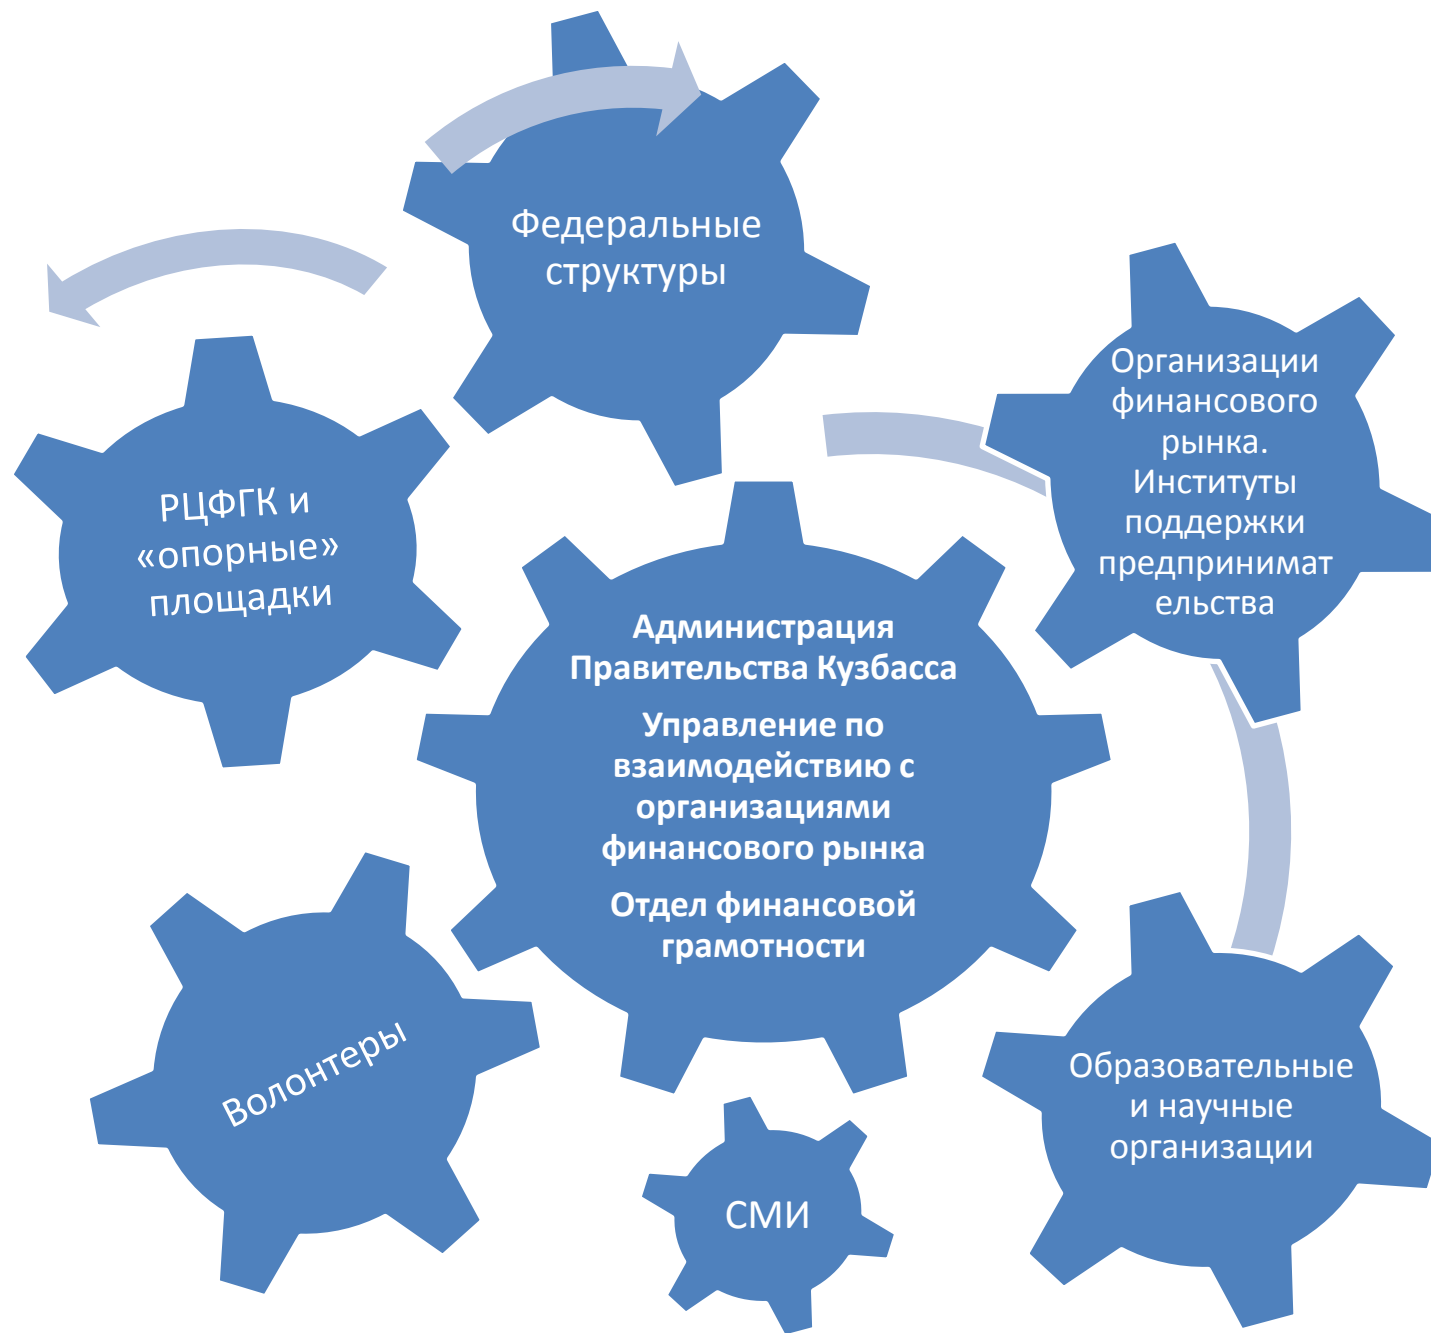 Федеральные
структуры
Организации
финансового
рынка.
Институты
поддержки
предпринимат
ельства
РЦФГК и
«опорные»
площадки
Администрация
Правительства Кузбасса
Управление по
взаимодействию с
организациями
финансового рынка
Отдел финансовой
грамотности
Волонтеры
Образовательные
и научные
организации
СМИ